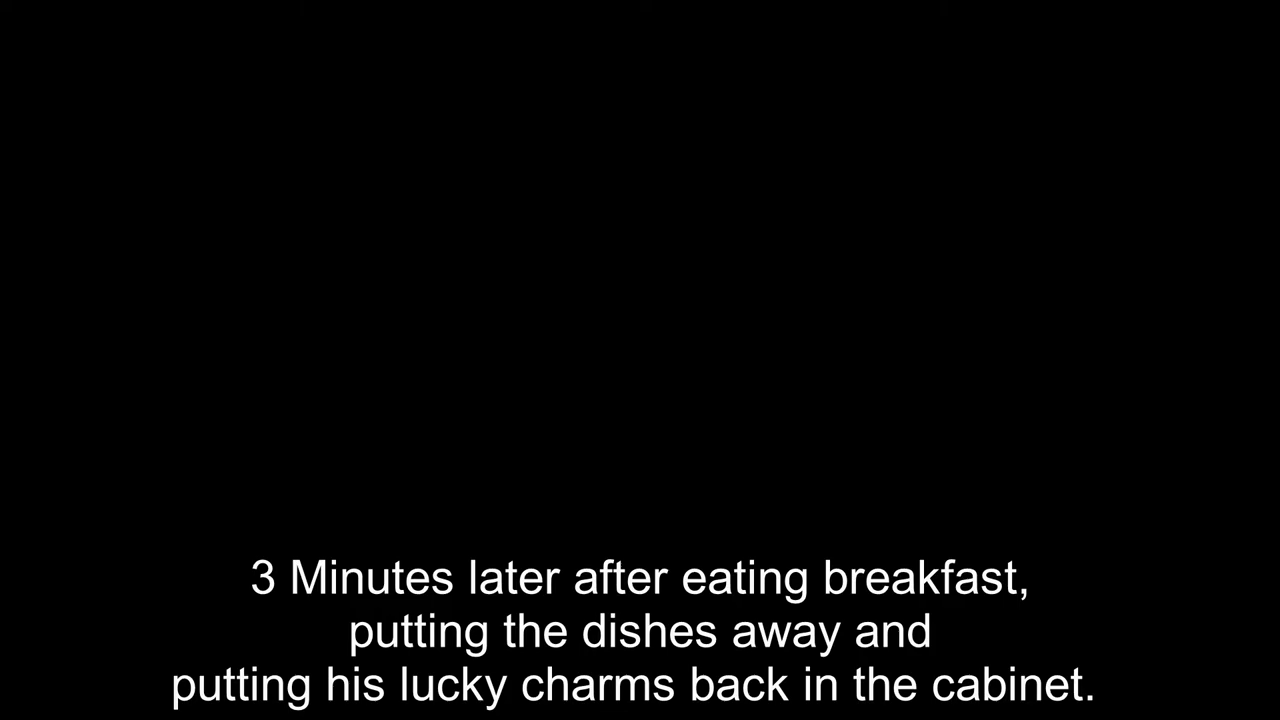 3 Minutes later after eating breakfast,
putting the dishes away and
putting his lucky charms back in the cabinet.